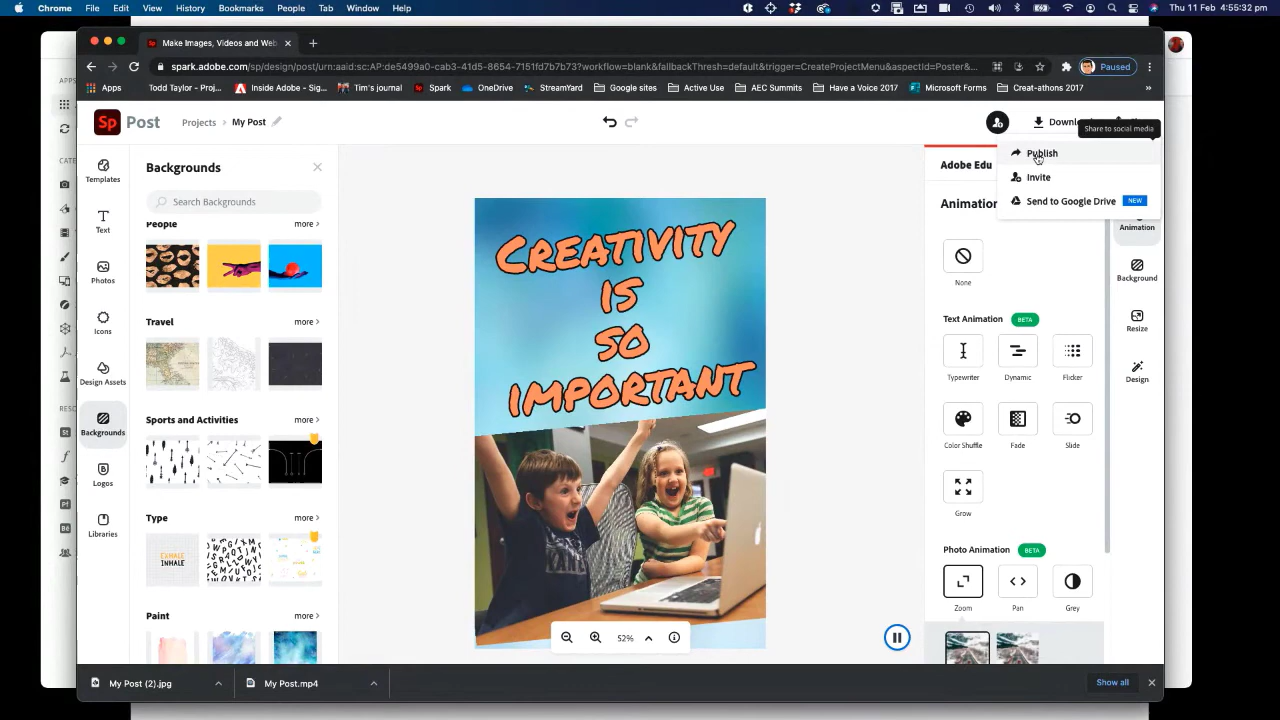 Chrome File Edit View History Bookmarks People Tab Window Help Thu 11 Feb 4:55:32 pm
Make Images, Videos and Web
spark.adobe.com/sp/design/post/urn:aaid:sc:AP:de5499a0-cab3-41d5-8654-7151fd7b7b73?workflow=blank&fallbackThresh=default&trigger=CreateProjectMenu&aspectId=Poster&... Paused
Apps Todd Taylor - Proj... Inside Adobe - Sig... Tim's journal Spark OneDrive StreamYard Google sites Active Use AEC Summits Have a Voice 2017 Microsoft Forms Creat-athons 2017 »
APPS
Sp Post Projects > My Post
Share to social media
Publish
Invite
Send to Google Drive NEW
Templates
Text
Photos
Icons
Design Assets
Backgrounds
Logos
Libraries
RESO
St
Pf
Bē
Backgrounds
Search Backgrounds
People more >
Travel more >
Sports and Activities more >
Type more >
EXHALE
INHALE
Paint more >
CREATIVITY
IS
SO
IMPORTANT
52%
Adobe Edu
None
Text Animation BETA
Typewriter Dynamic Flicker
Color Shuffle Fade Slide
Grow
Photo Animation BETA
Zoom Pan Grey
Animation
Background
Resize
Design
My Post (2).jpg
My Post.mp4
Show all